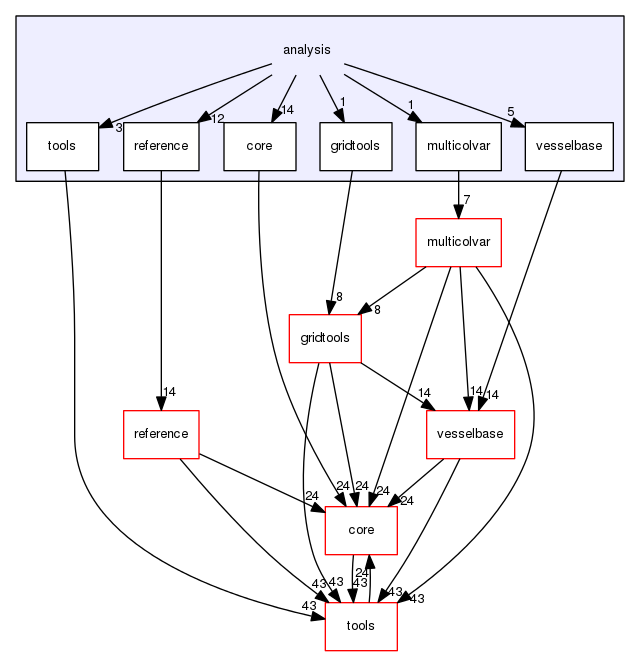 analysis
3
12
14
1
1
5
tools
reference
core
gridtools
multicolvar
vesselbase
7
multicolvar
8
8
gridtools
14
14
14
14
reference
vesselbase
24
24
24
24
24
core
43
43
24
43
43
43
43
tools